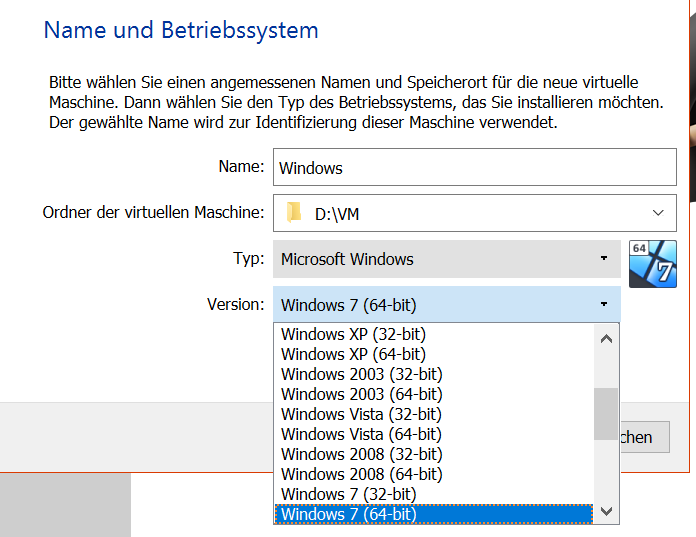 Name und Betriebssystem
Bitte wählen Sie einen angemessenen Namen und Speicherort für die neue virtuelle
Maschine. Dann wählen Sie den Typ des Betriebssystems, das Sie installieren möchten.
Der gewählte Name wird zur Identifizierung dieser Maschine verwendet.
Name: Windows
Ordner der virtuellen Maschine: D:\VM
Typ: Microsoft Windows
64
7
Version: Windows 7 (64-bit)
Windows XP (32-bit)
Windows XP (64-bit)
Windows 2003 (32-bit)
Windows 2003 (64-bit)
Windows Vista (32-bit)
Windows Vista (64-bit)
Windows 2008 (32-bit)
Windows 2008 (64-bit)
Windows 7 (32-bit)
Windows 7 (64-bit)